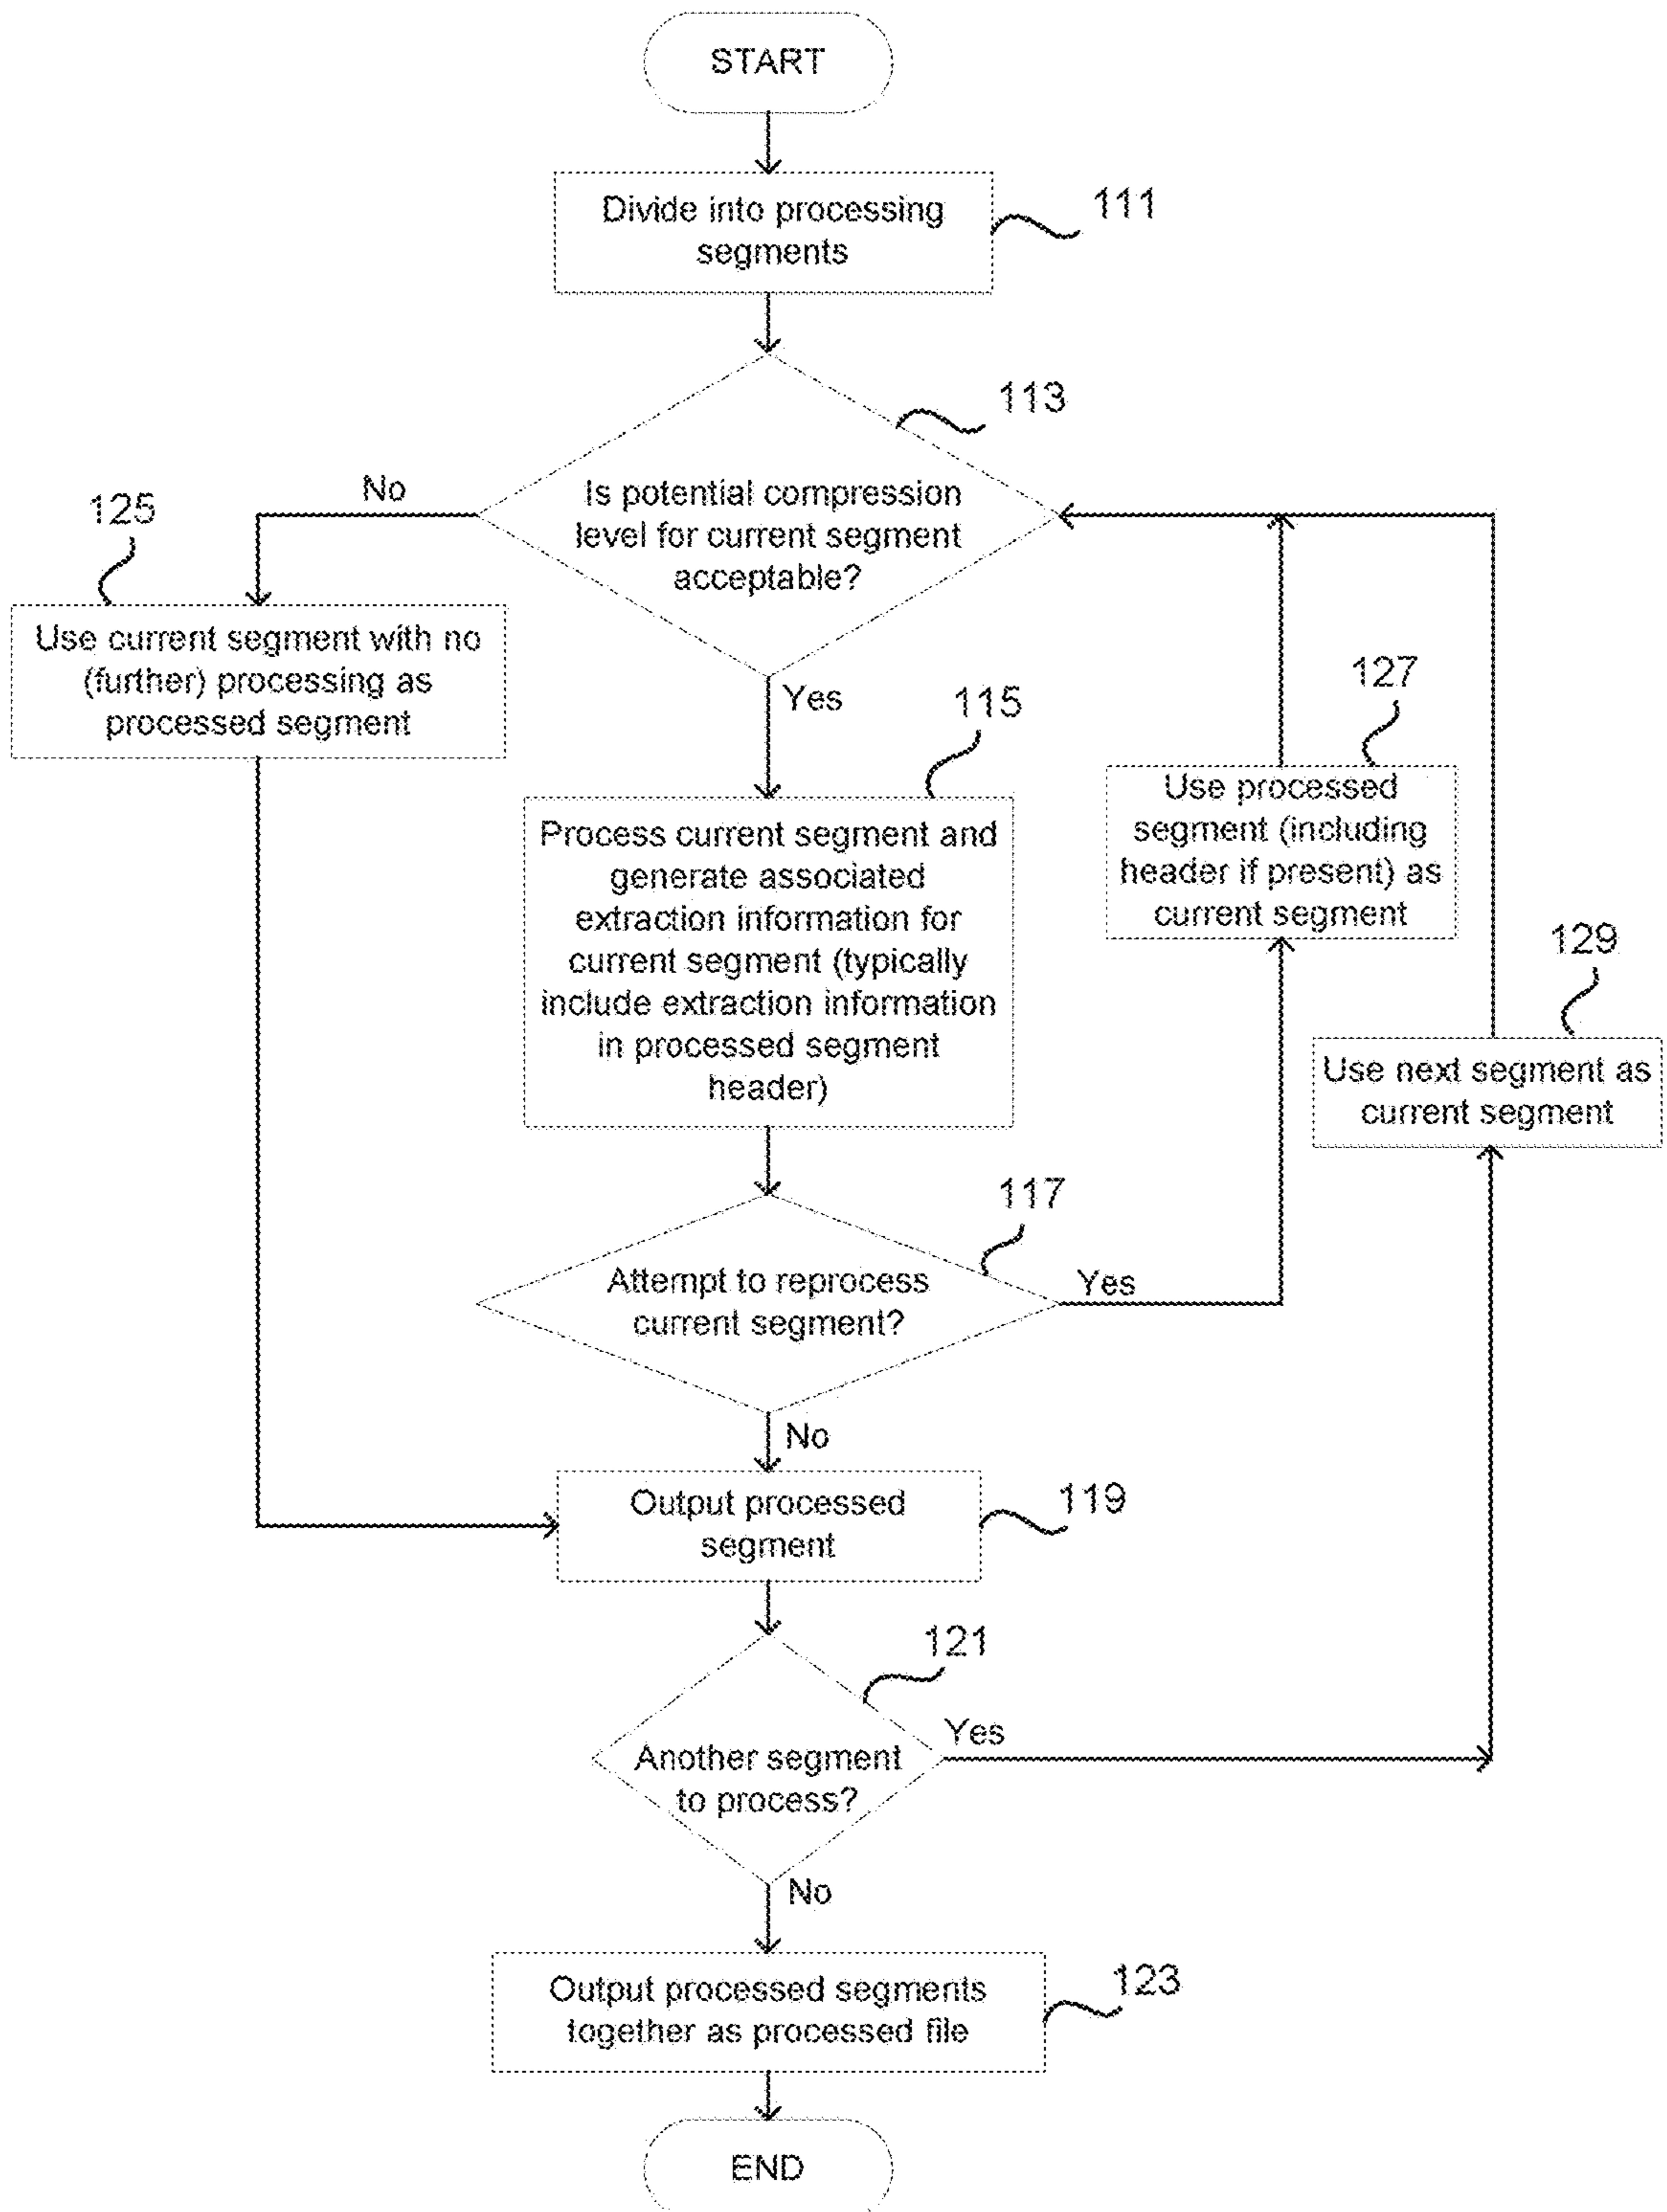 START
Divide into processing
segments
111
113
Is potential compression
level for current segment
acceptable?
No
125
Use current segment with no
(further) processing as
processed segment
Yes
115
Process current segment and
generate associated
extraction information for
current segment (typically
include extraction information
in processed segment
header)
127
Use processed
segment (including
header if present) as
current segment
129
Use next segment as
current segment
117
Attempt to reprocess
current segment?
Yes
No
Output processed
segment
119
121
Another segment
to process?
Yes
No
Output processed segments
together as processed file
123
END